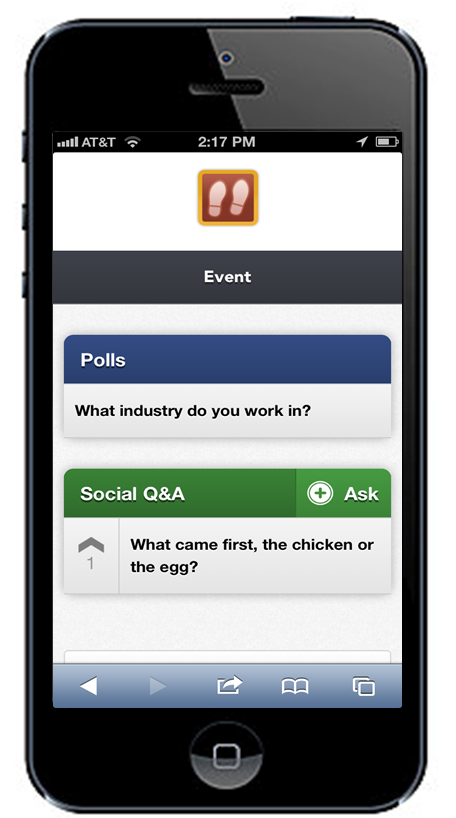 AT&T 2:17 PM
Event
Polls
What industry do you work in?
Social Q&A Ask
1 What came first, the chicken or
the egg?